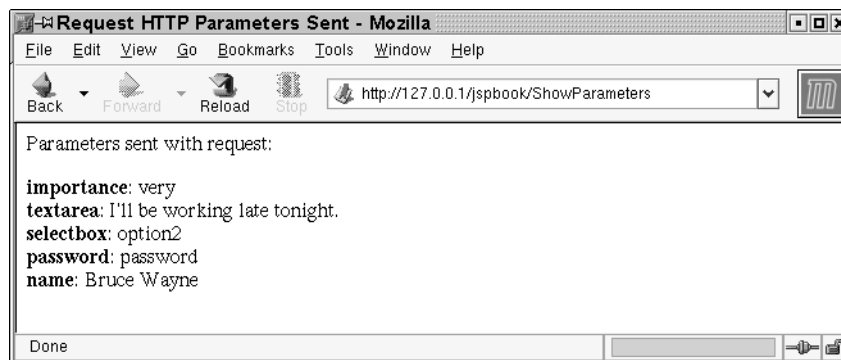 Request HTTP Parameters Sent - Mozilla
File Edit View Go Bookmarks Tools Window Help
Back Forward Reload Stop http://127.0.0.1/jspbook/ShowParameters
Parameters sent with request:
importance: very
textarea: I'll be working late tonight.
selectbox: option2
password: password
name: Bruce Wayne
Done